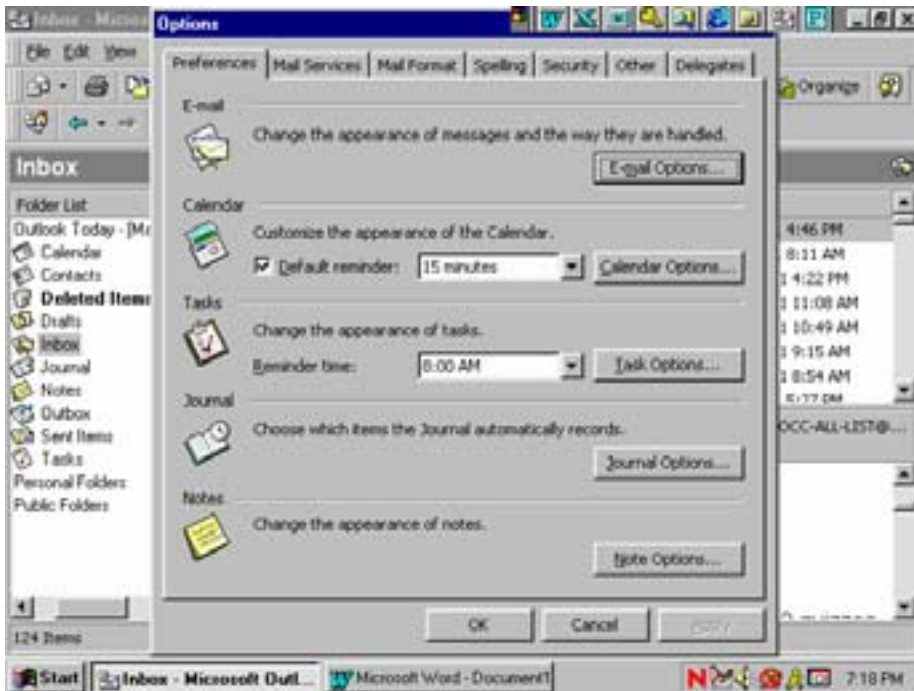 Inbox - Micros
Options
File Edit View
Preferences Mail Services Mail Format Spelling Security Other Delegates
Organize
E-mail
Change the appearance of messages and the way they are handled.
E-mail Options...
Inbox
Folder List
Outlook Today - [Ma
Calendar
Contacts
Deleted Items
Drafts
Inbox
Journal
Notes
Outbox
Sent Items
Tasks
Personal Folders
Public Folders
Calendar
Customize the appearance of the Calendar.
Default reminder: 15 minutes Calendar Options...
Tasks
Change the appearance of tasks.
Reminder time: 8:00 AM Task Options...
Journal
Choose which items the Journal automatically records.
Journal Options...
Notes
Change the appearance of notes.
Note Options...
4:46 PM
8:11 AM
1 4:22 PM
1 11:08 AM
1 10:49 AM
1 9:15 AM
1 8:54 AM
OCC-ALL-LIST@...
OK Cancel Apply
124 Items
Start Inbox - Microsoft Outl... Microsoft Word - Document1 7:18 PM